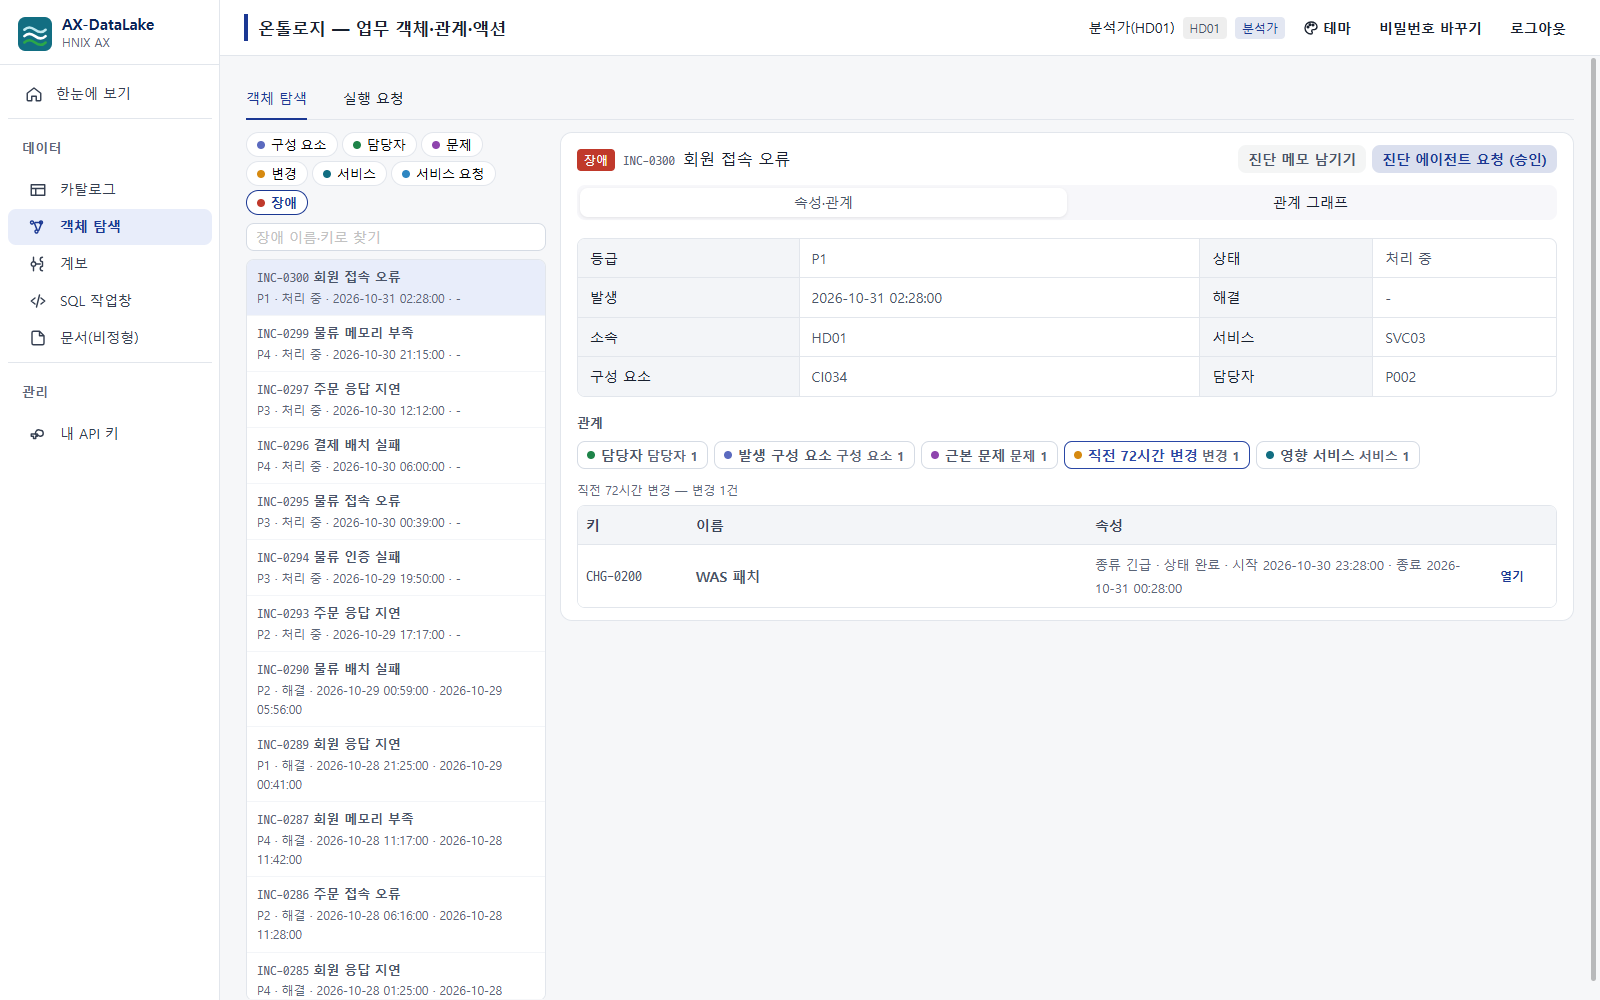 AX-DataLake
HNIX AX
한눈에 보기
데이터
카탈로그
객체 탐색
계보
SQL 작업창
문서(비정형)
관리
내 API 키
온톨로지 — 업무 객체·관계·액션
분석가(HD01) HD01 분석가 테마 비밀번호 바꾸기 로그아웃
객체 탐색 실행 요청
구성 요소 담당자 문제
변경 서비스 서비스 요청
장애
장애 이름·키로 찾기
INC-0300 회원 접속 오류
P1 · 처리 중 · 2026-10-31 02:28:00 · -
INC-0299 물류 메모리 부족
P4 · 처리 중 · 2026-10-30 21:15:00 · -
INC-0297 주문 응답 지연
P3 · 처리 중 · 2026-10-30 12:12:00 · -
INC-0296 결제 배치 실패
P4 · 처리 중 · 2026-10-30 06:00:00 · -
INC-0295 물류 접속 오류
P3 · 처리 중 · 2026-10-30 00:39:00 · -
INC-0294 물류 인증 실패
P3 · 처리 중 · 2026-10-29 19:50:00 · -
INC-0293 주문 응답 지연
P2 · 처리 중 · 2026-10-29 17:17:00 · -
INC-0290 물류 배치 실패
P2 · 해결 · 2026-10-29 00:59:00 · 2026-10-29
05:56:00
INC-0289 회원 응답 지연
P1 · 해결 · 2026-10-28 21:25:00 · 2026-10-29
00:41:00
INC-0287 회원 메모리 부족
P4 · 해결 · 2026-10-28 11:17:00 · 2026-10-28
11:42:00
INC-0286 주문 접속 오류
P2 · 해결 · 2026-10-28 06:16:00 · 2026-10-28
11:28:00
INC-0285 회원 응답 지연
P4 · 해결 · 2026-10-28 01:25:00 · 2026-10-28
장애 INC-0300 회원 접속 오류 진단 메모 남기기 진단 에이전트 요청 (승인)
속성·관계 관계 그래프
등급 P1 상태 처리 중
발생 2026-10-31 02:28:00 해결 -
소속 HD01 서비스 SVC03
구성 요소 CI034 담당자 P002
관계
담당자 담당자 1 발생 구성 요소 구성 요소 1 근본 문제 문제 1 직전 72시간 변경 변경 1 영향 서비스 서비스 1
직전 72시간 변경 — 변경 1건
키 이름 속성
CHG-0200 WAS 패치 종류 긴급 · 상태 완료 · 시작 2026-10-30 23:28:00 · 종료 2026-
10-31 00:28:00 열기